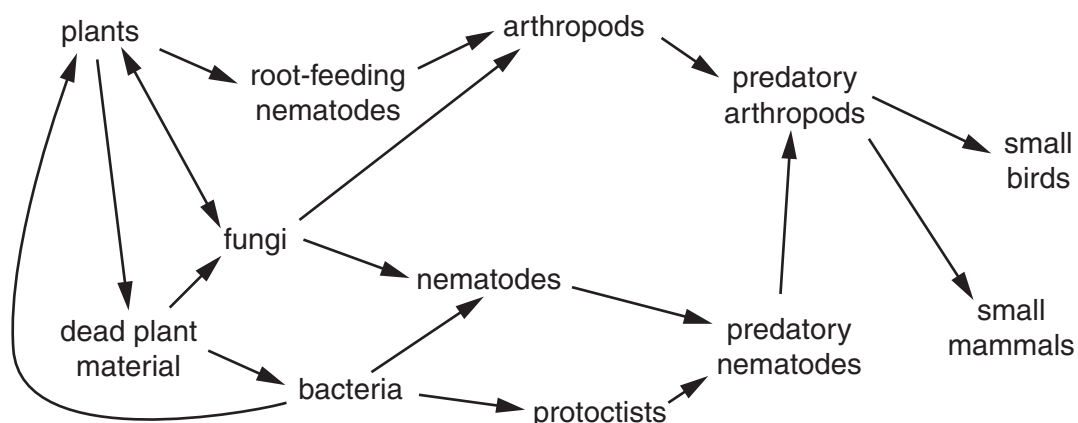 plants
arthropods
root-feeding
nematodes
predatory
arthropods
small
birds
fungi
nematodes
small
mammals
dead plant
material
predatory
nematodes
bacteria
protoctists